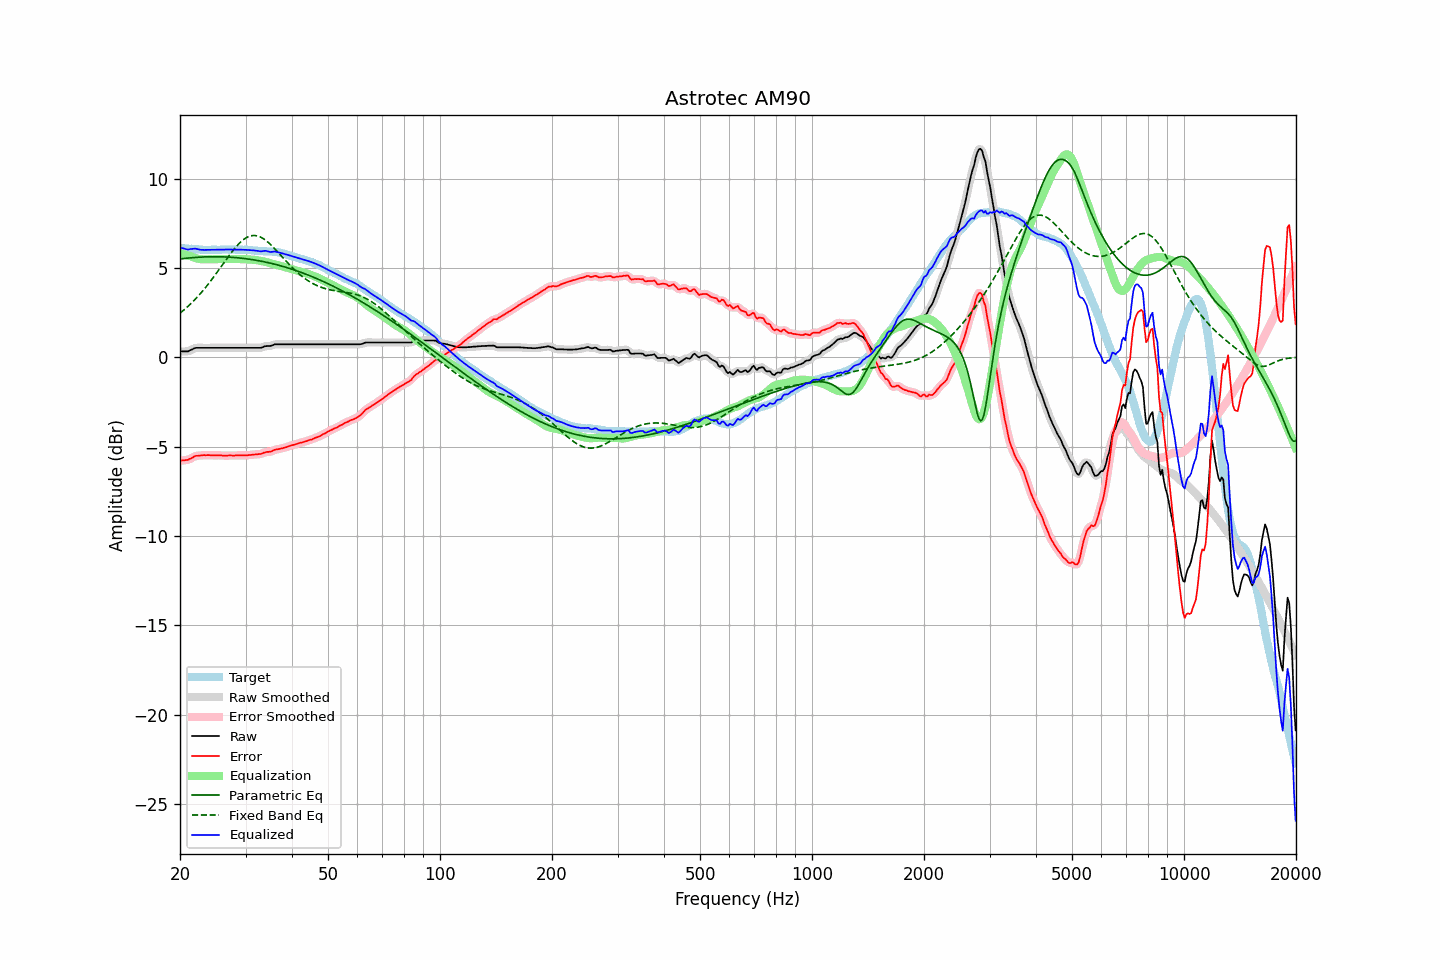 Astrotec AM90
Amplitude (dBr)
10
5
0
−5
−10
−15
−20
−25
Target
Raw Smoothed
Error Smoothed
Raw
Error
Equalization
Parametric Eq
Fixed Band Eq
Equalized
20 50 100 200 500 1000 2000 5000 10000 20000
Frequency (Hz)